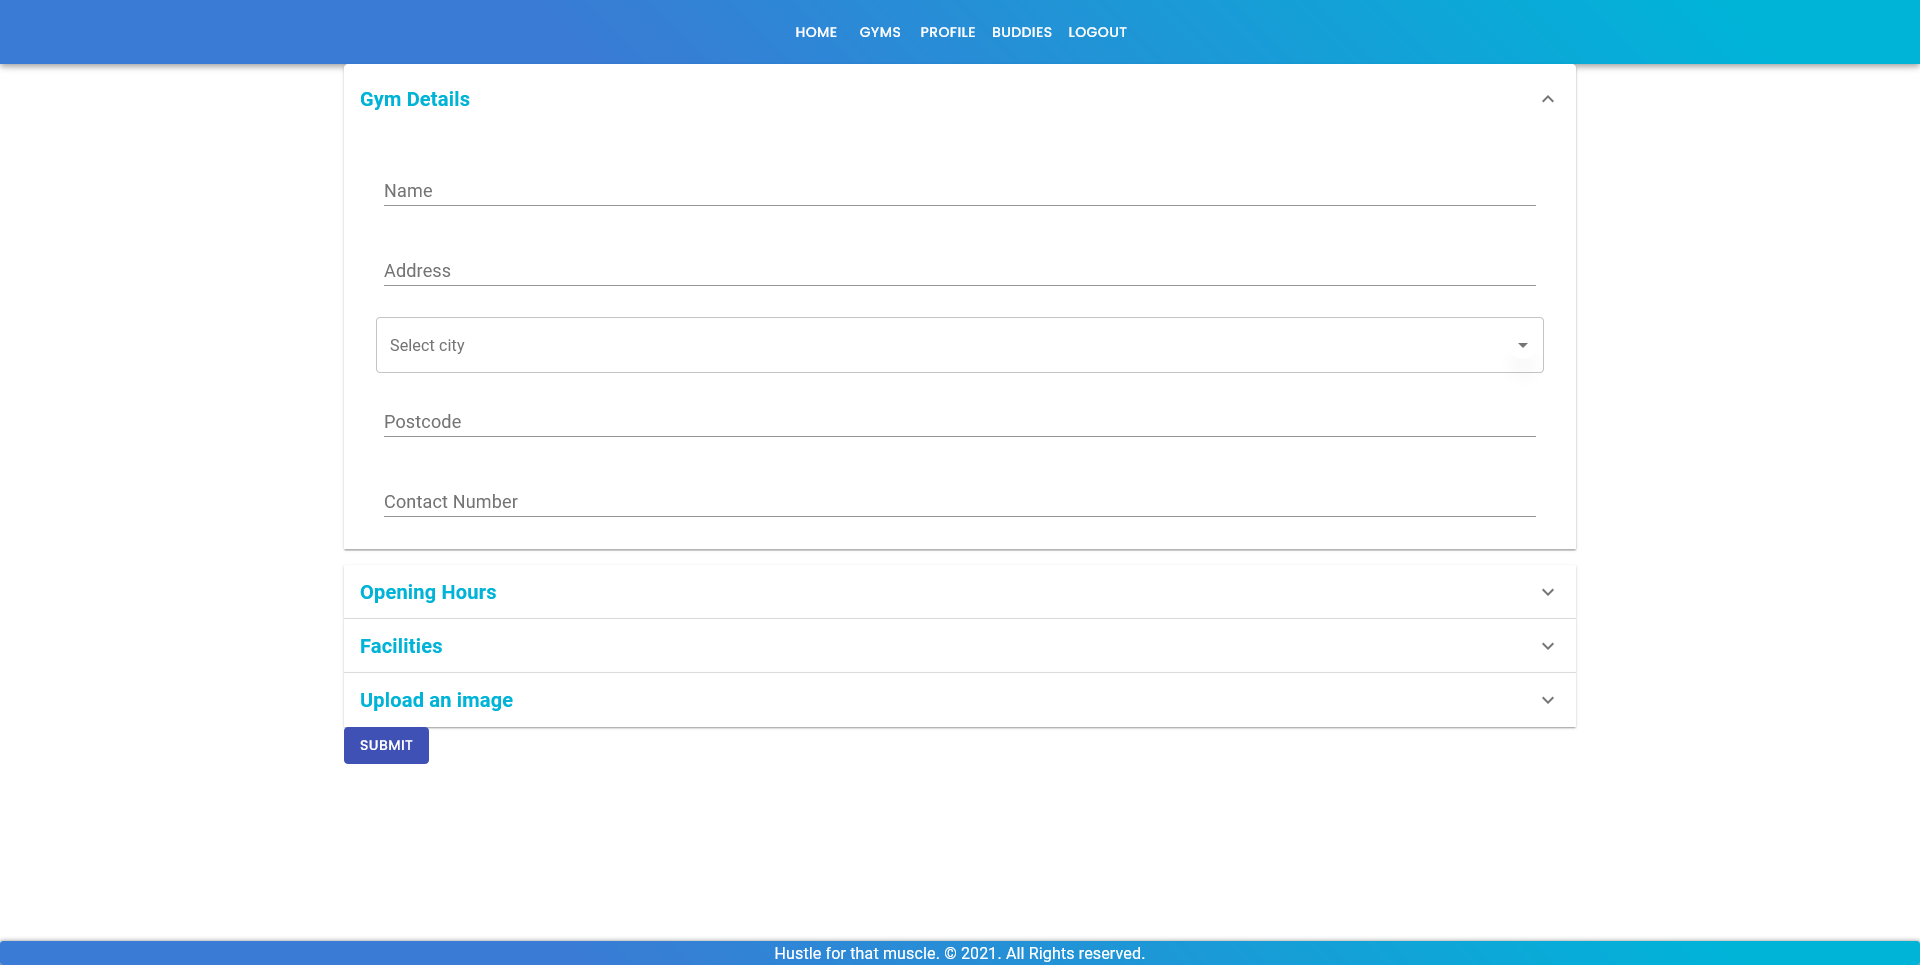 HOME GYMS PROFILE BUDDIES LOGOUT
Gym Details
Name
Address
Select city
Postcode
Contact Number
Opening Hours
Facilities
Upload an image
SUBMIT
Hustle for that muscle. © 2021. All Rights reserved.